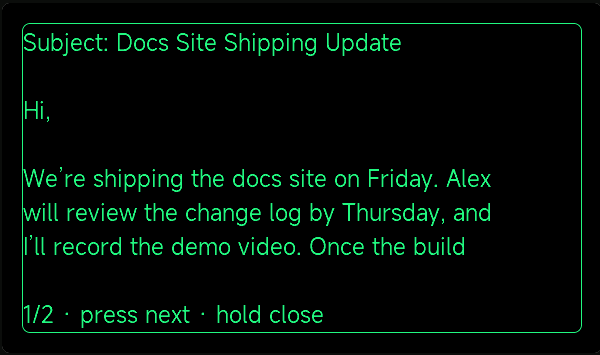 Subject: Docs Site Shipping Update
Hi,
We’re shipping the docs site on Friday. Alex
will review the change log by Thursday, and
I’ll record the demo video. Once the build
1/2 · press next · hold close